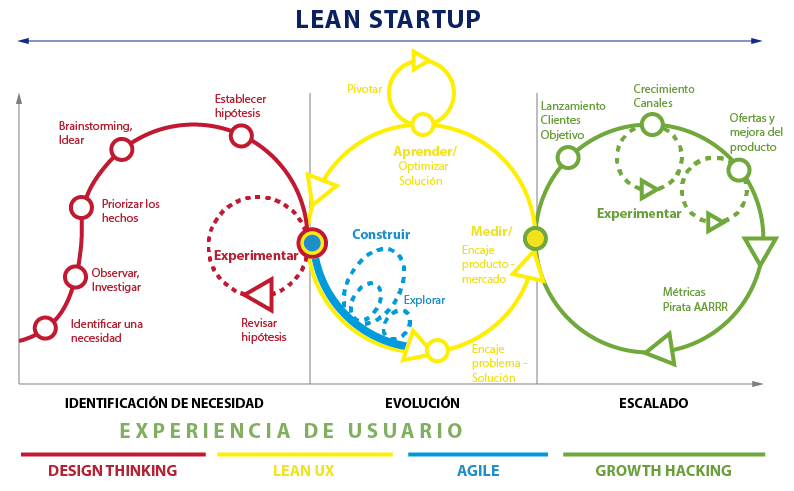 LEAN STARTUP
Establecer
hipótesis
Brainstorming,
Idear
Priorizar los
hechos
Experimentar
Observar,
Investigar
Identificar una
necesidad
Revisar
hipótesis
Pivotar
Aprender/
Optimizar
Solución
Construir
Explorar
Medir/
Encaje
producto -
mercado
Encaje
problema -
Solución
Lanzamiento
Clientes
Objetivo
Crecimiento
Canales
Ofertas y
mejora del
producto
Experimentar
Métricas
Pirata AARRR
IDENTIFICACIÓN DE NECESIDAD
EVOLUCIÓN
ESCALADO
EXPERIENCIA DE USUARIO
DESIGN THINKING
LEAN UX
AGILE
GROWTH HACKING